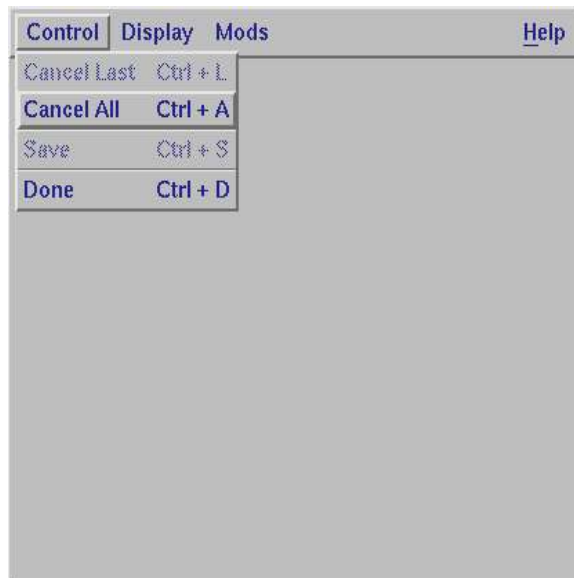 Control Display Mods Help
Cancel Last Ctrl + L
Cancel All Ctrl + A
Save Ctrl + S
Done Ctrl + D